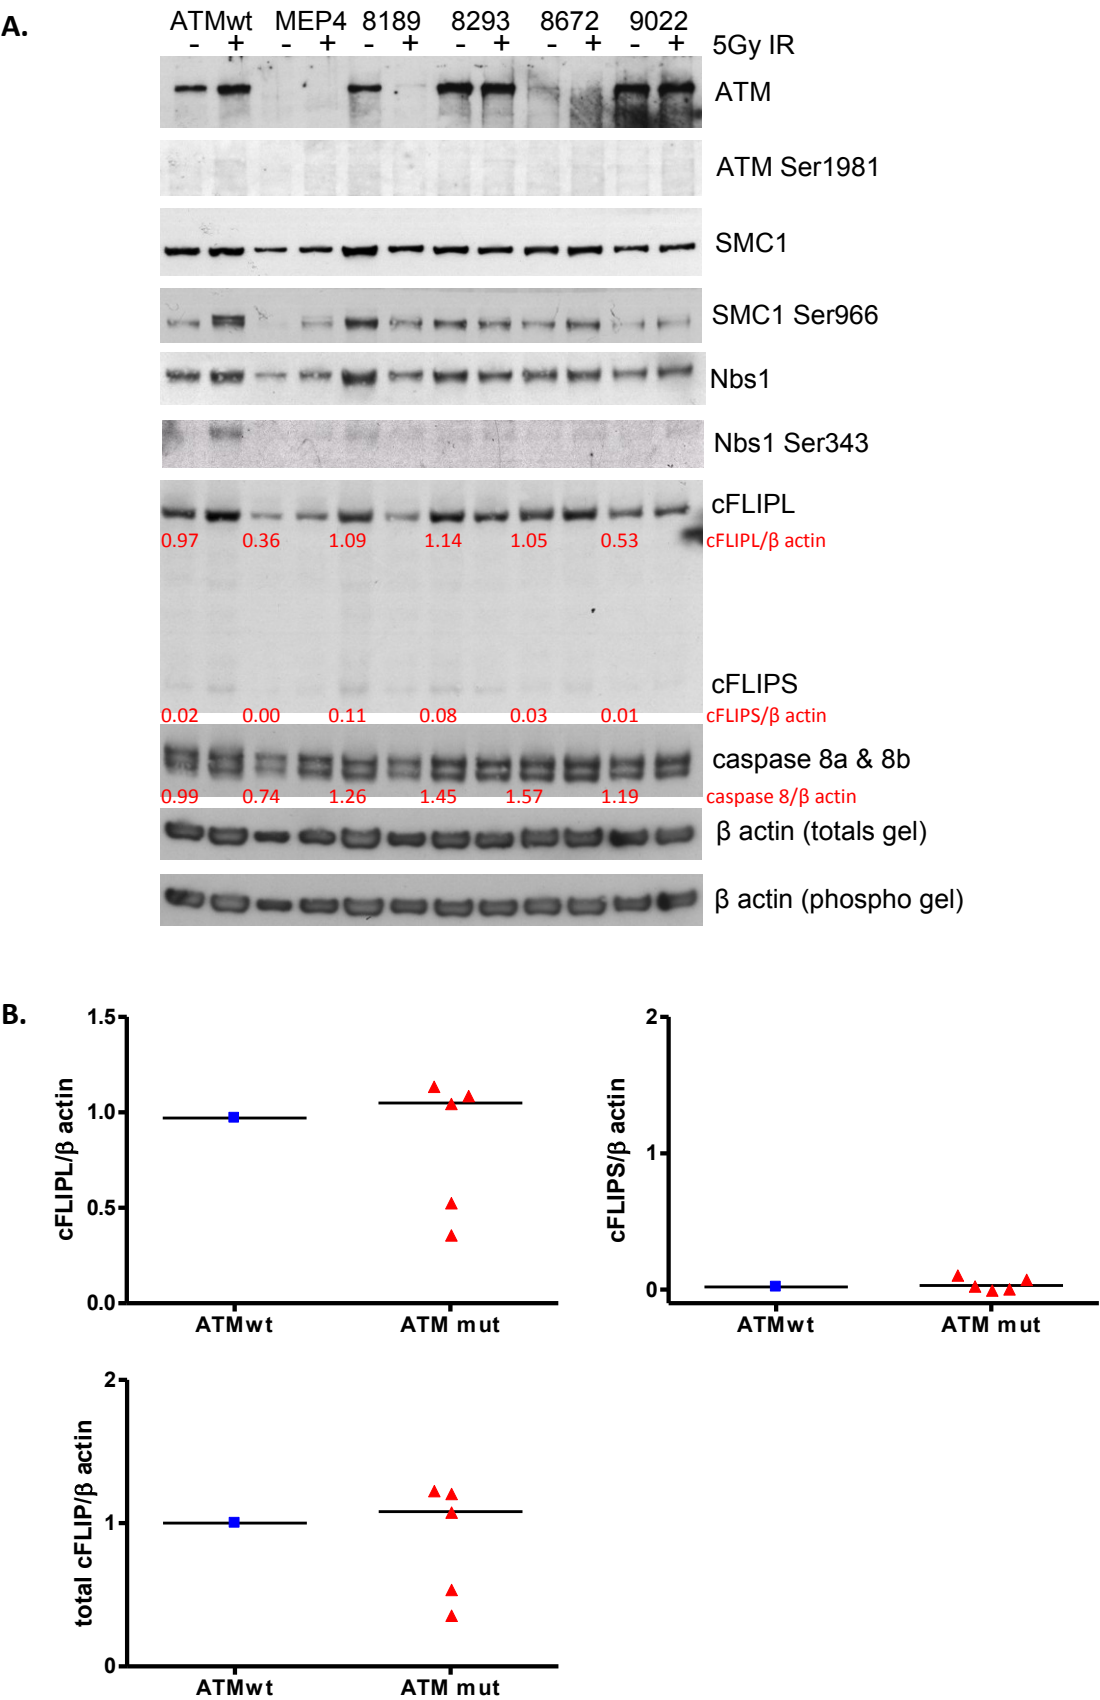 A.
ATMwt MEP4 8189 8293 8672 9022
- + - + - + - + - + - + 5Gy IR
ATM
ATM Ser1981
SMC1
SMC1 Ser966
Nbs1
Nbs1 Ser343
cFLIPL
0.97 0.36 1.09 1.14 1.05 0.53 cFLIPL/β actin
cFLIPS
0.02 0.00 0.11 0.08 0.03 0.01 cFLIPS/β actin
caspase 8a & 8b
0.99 0.74 1.26 1.45 1.57 1.19 caspase 8/β actin
β actin (totals gel)
β actin (phospho gel)
B.
cFLIPL/β actin
1.5
1.0
0.5
0.0
ATMwt ATM mut
cFLIPS/β actin
2
1
0
ATMwt ATM mut
total cFLIP/β actin
2
1
0
ATMwt ATM mut